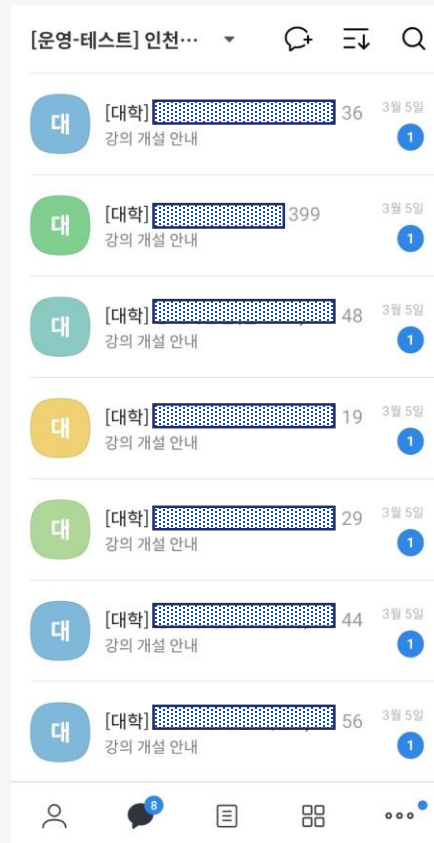 [운영-테스트] 인천…
대
[대학] 36
3월 5일
강의 개설 안내
1
대
[대학] 399
3월 5일
강의 개설 안내
1
대
[대학] 48
3월 5일
강의 개설 안내
1
대
[대학] 19
3월 5일
강의 개설 안내
1
대
[대학] 29
3월 5일
강의 개설 안내
1
대
[대학] 44
3월 5일
강의 개설 안내
1
대
[대학] 56
3월 5일
강의 개설 안내
1
8